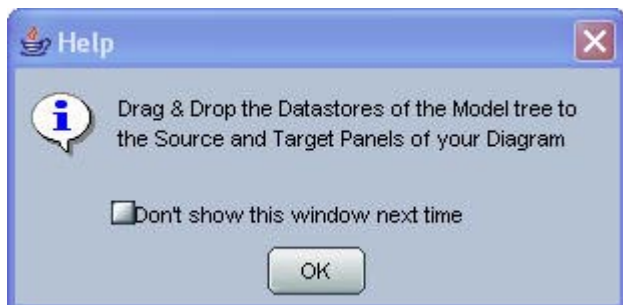 Help
Drag & Drop the Datastores of the Model tree to
the Source and Target Panels of your Diagram
Don't show this window next time
OK